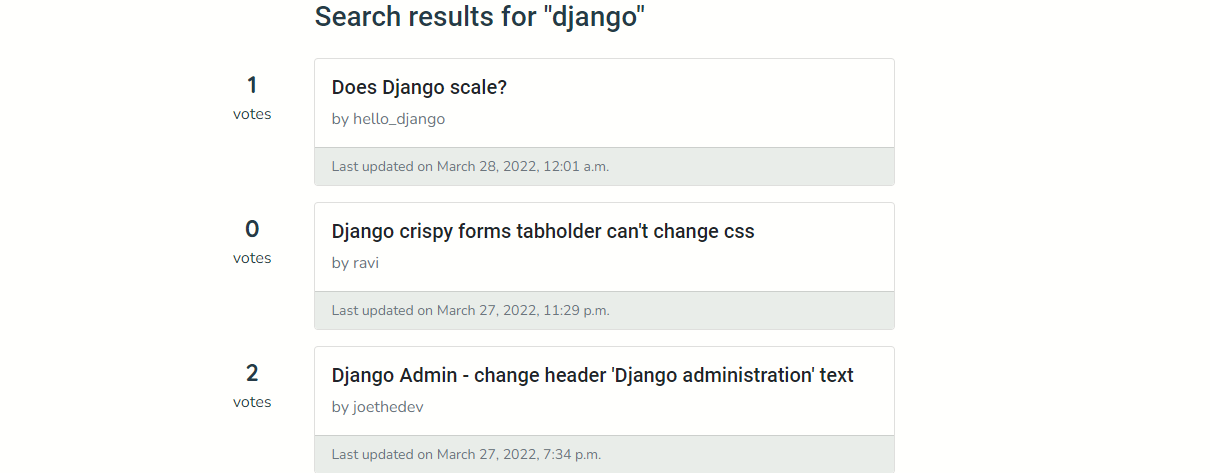 Search results for "django"
1
votes
Does Django scale?
by hello_django
Last updated on March 28, 2022, 12:01 a.m.
0
votes
Django crispy forms tabholder can't change css
by ravi
Last updated on March 27, 2022, 11:29 p.m.
2
votes
Django Admin - change header 'Django administration' text
by joethedev
Last updated on March 27, 2022, 7:34 p.m.